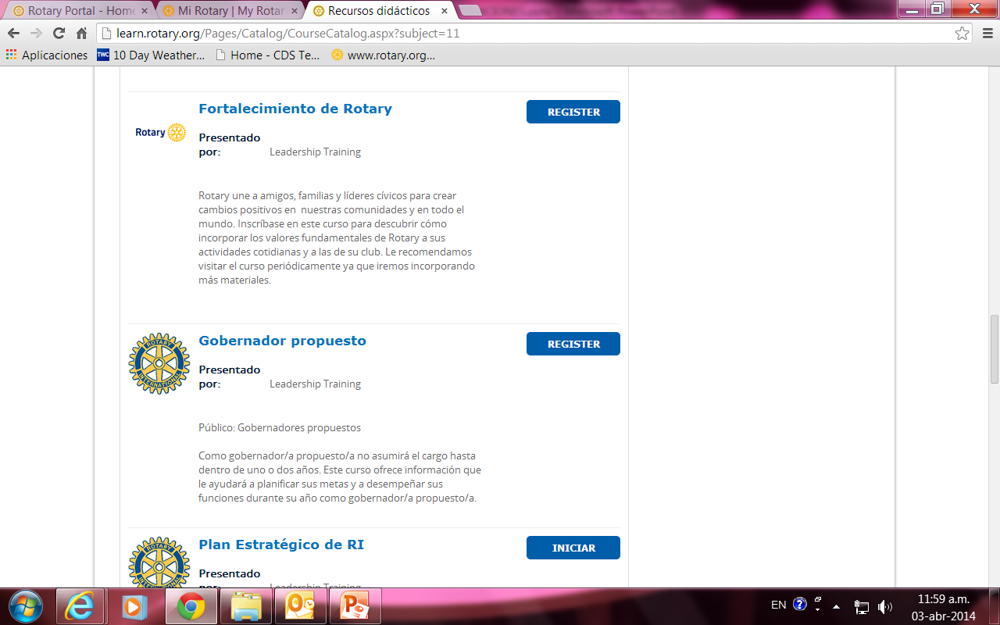 Rotary Portal - Home
Mi Rotary | My Rotar
Recursos didácticos
learn.rotary.org/Pages/Catalog/CourseCatalog.aspx?subject=11
Aplicaciones
TWC
10 Day Weather...
Home - CDS Te...
www.rotary.org...
Fortalecimiento de Rotary
REGISTER
Rotary
Presentado
por:
Leadership Training
Rotary une a amigos, familias y líderes cívicos para crear
cambios positivos en nuestras comunidades y en todo el
mundo. Inscríbase en este curso para descubrir cómo
incorporar los valores fundamentales de Rotary a sus
actividades cotidianas y a las de su club. Le recomendamos
visitar el curso periódicamente ya que iremos incorporando
más materiales.
ROTARY
INTERNATIONAL
Gobernador propuesto
REGISTER
Presentado
por:
Leadership Training
Público: Gobernadores propuestos
Como gobernador/a propuesto/a no asumirá el cargo hasta
dentro de uno o dos años. Este curso ofrece información que
le ayudará a planificar sus metas y a desempeñar sus
funciones durante su año como gobernador/a propuesto/a.
ROTARY
Plan Estratégico de RI
INICIAR
Presentado
por:
Leadership Training
EN
11:59 a.m.
03-abr-2014